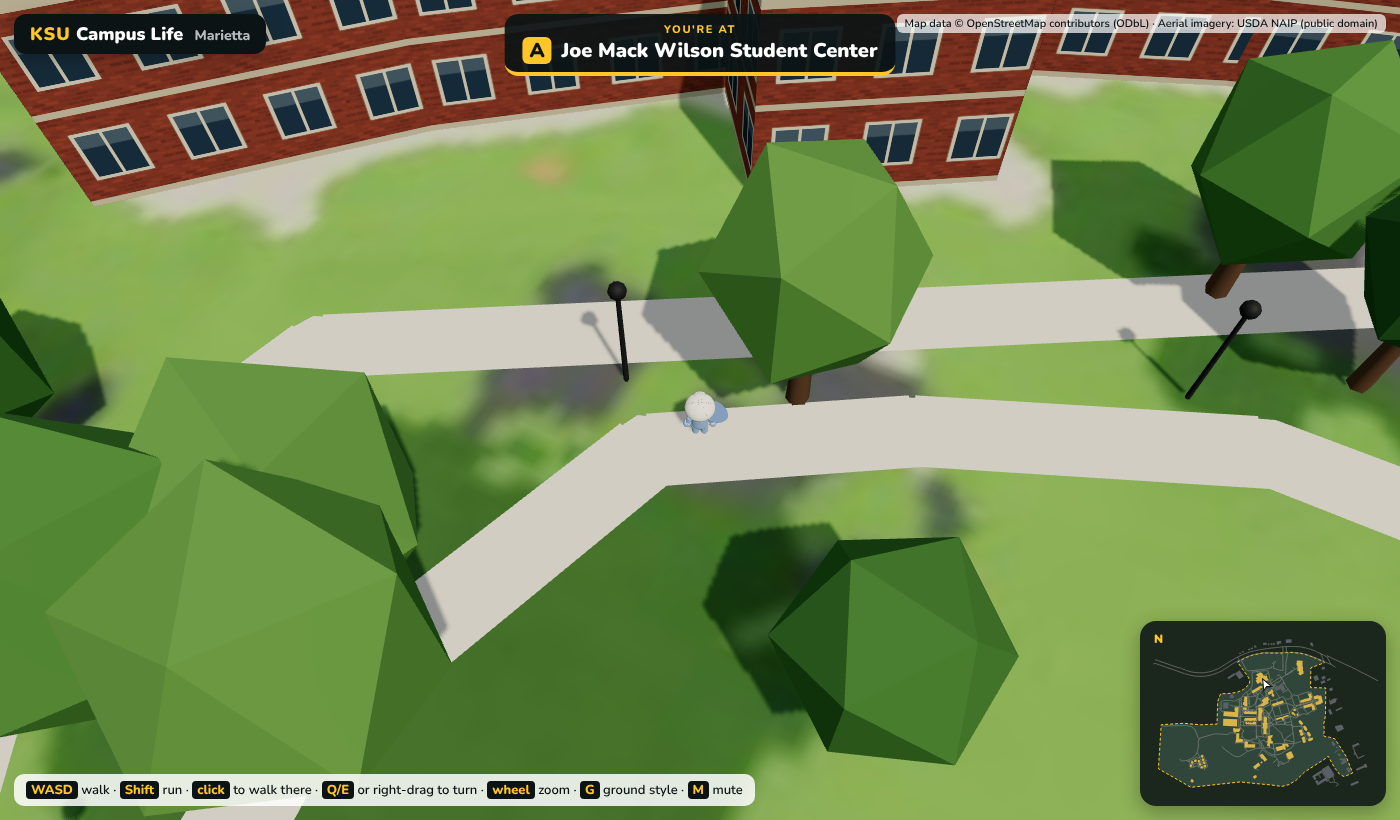 KSU Campus Life Marietta
YOU'RE AT
A Joe Mack Wilson Student Center
Map data © OpenStreetMap contributors (ODbL) · Aerial imagery: USDA NAIP (public domain)
N
WASD walk · Shift run · click to walk there · Q/E or right-drag to turn · wheel zoom · G ground style · M mute